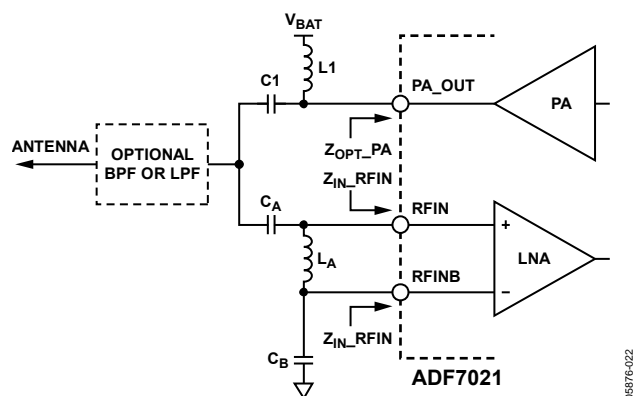 VBAT
L1
C1
PA_OUT
PA
ANTENNA
OPTIONAL
BPF OR LPF
ZOPT_PA
ZIN_RFIN
CA
RFIN
+
LA
LNA
RFINB
−
ZIN_RFIN
CB
ADF7021
05876-022